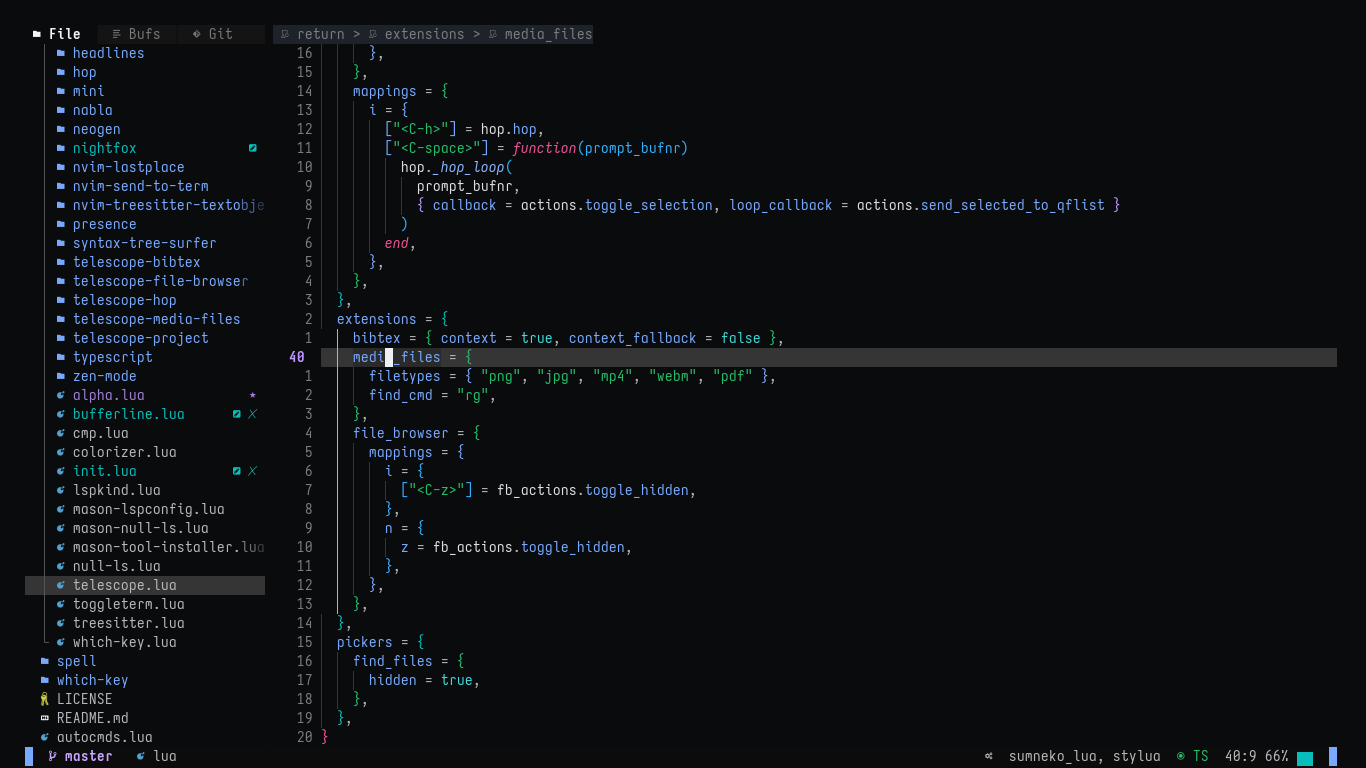 File Bufs Git
headlines
hop
mini
nabla
neogen
nightfox
nvim-lastplace
nvim-send-to-term
nvim-treesitter-textobje
presence
syntax-tree-surfer
telescope-bibtex
telescope-file-browser
telescope-hop
telescope-media-files
telescope-project
typescript
zen-mode
alpha.lua
bufferline.lua
cmp.lua
colorizer.lua
init.lua
lspkind.lua
mason-lspconfig.lua
mason-null-ls.lua
mason-tool-installer.lua
null-ls.lua
telescope.lua
toggleterm.lua
treesitter.lua
which-key.lua
spell
which-key
LICENSE
README.md
autocmds.lua
return > extensions > media_files
16 },
15 },
14 mappings = {
13 i = {
12 ["<C-h>"] = hop.hop,
11 ["<C-space>"] = function(prompt_bufnr)
10 hop._hop_loop(
9 prompt_bufnr,
8 { callback = actions.toggle_selection, loop_callback = actions.send_selected_to_qflist }
7 )
6 end,
5 },
4 },
3 },
2 extensions = {
1 bibtex = { context = true, context_fallback = false },
40 medi _files = {
1 filetypes = { "png", "jpg", "mp4", "webm", "pdf" },
2 find_cmd = "rg",
3 },
4 file_browser = {
5 mappings = {
6 i = {
7 ["<C-z>"] = fb_actions.toggle_hidden,
8 },
9 n = {
10 z = fb_actions.toggle_hidden,
11 },
12 },
13 },
14 },
15 pickers = {
16 find_files = {
17 hidden = true,
18 },
19 },
20 }
master lua sumneko_lua, stylua TS 40:9 66%